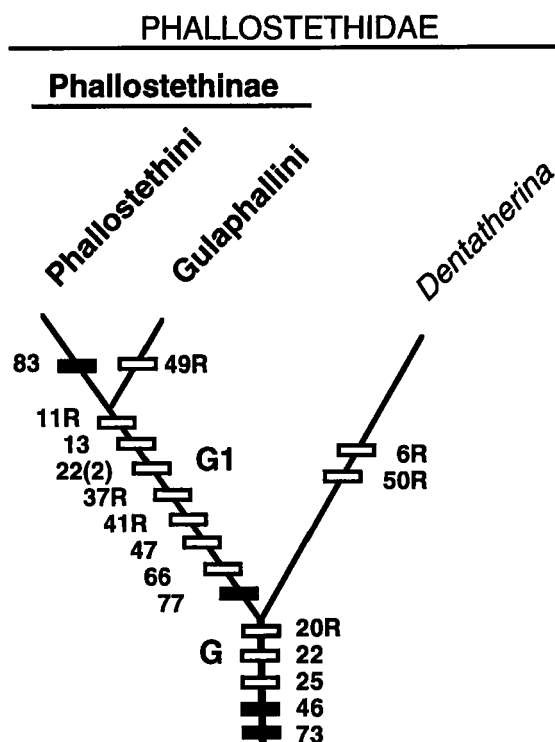 PHALLOSTETHIDAE
Phallostethinae
Phallostethini
Gulaphallini
Dentatherina
83
49R
11R
13
22(2)
G1
37R
41R
47
66
77
6R
50R
G
20R
22
25
46
73